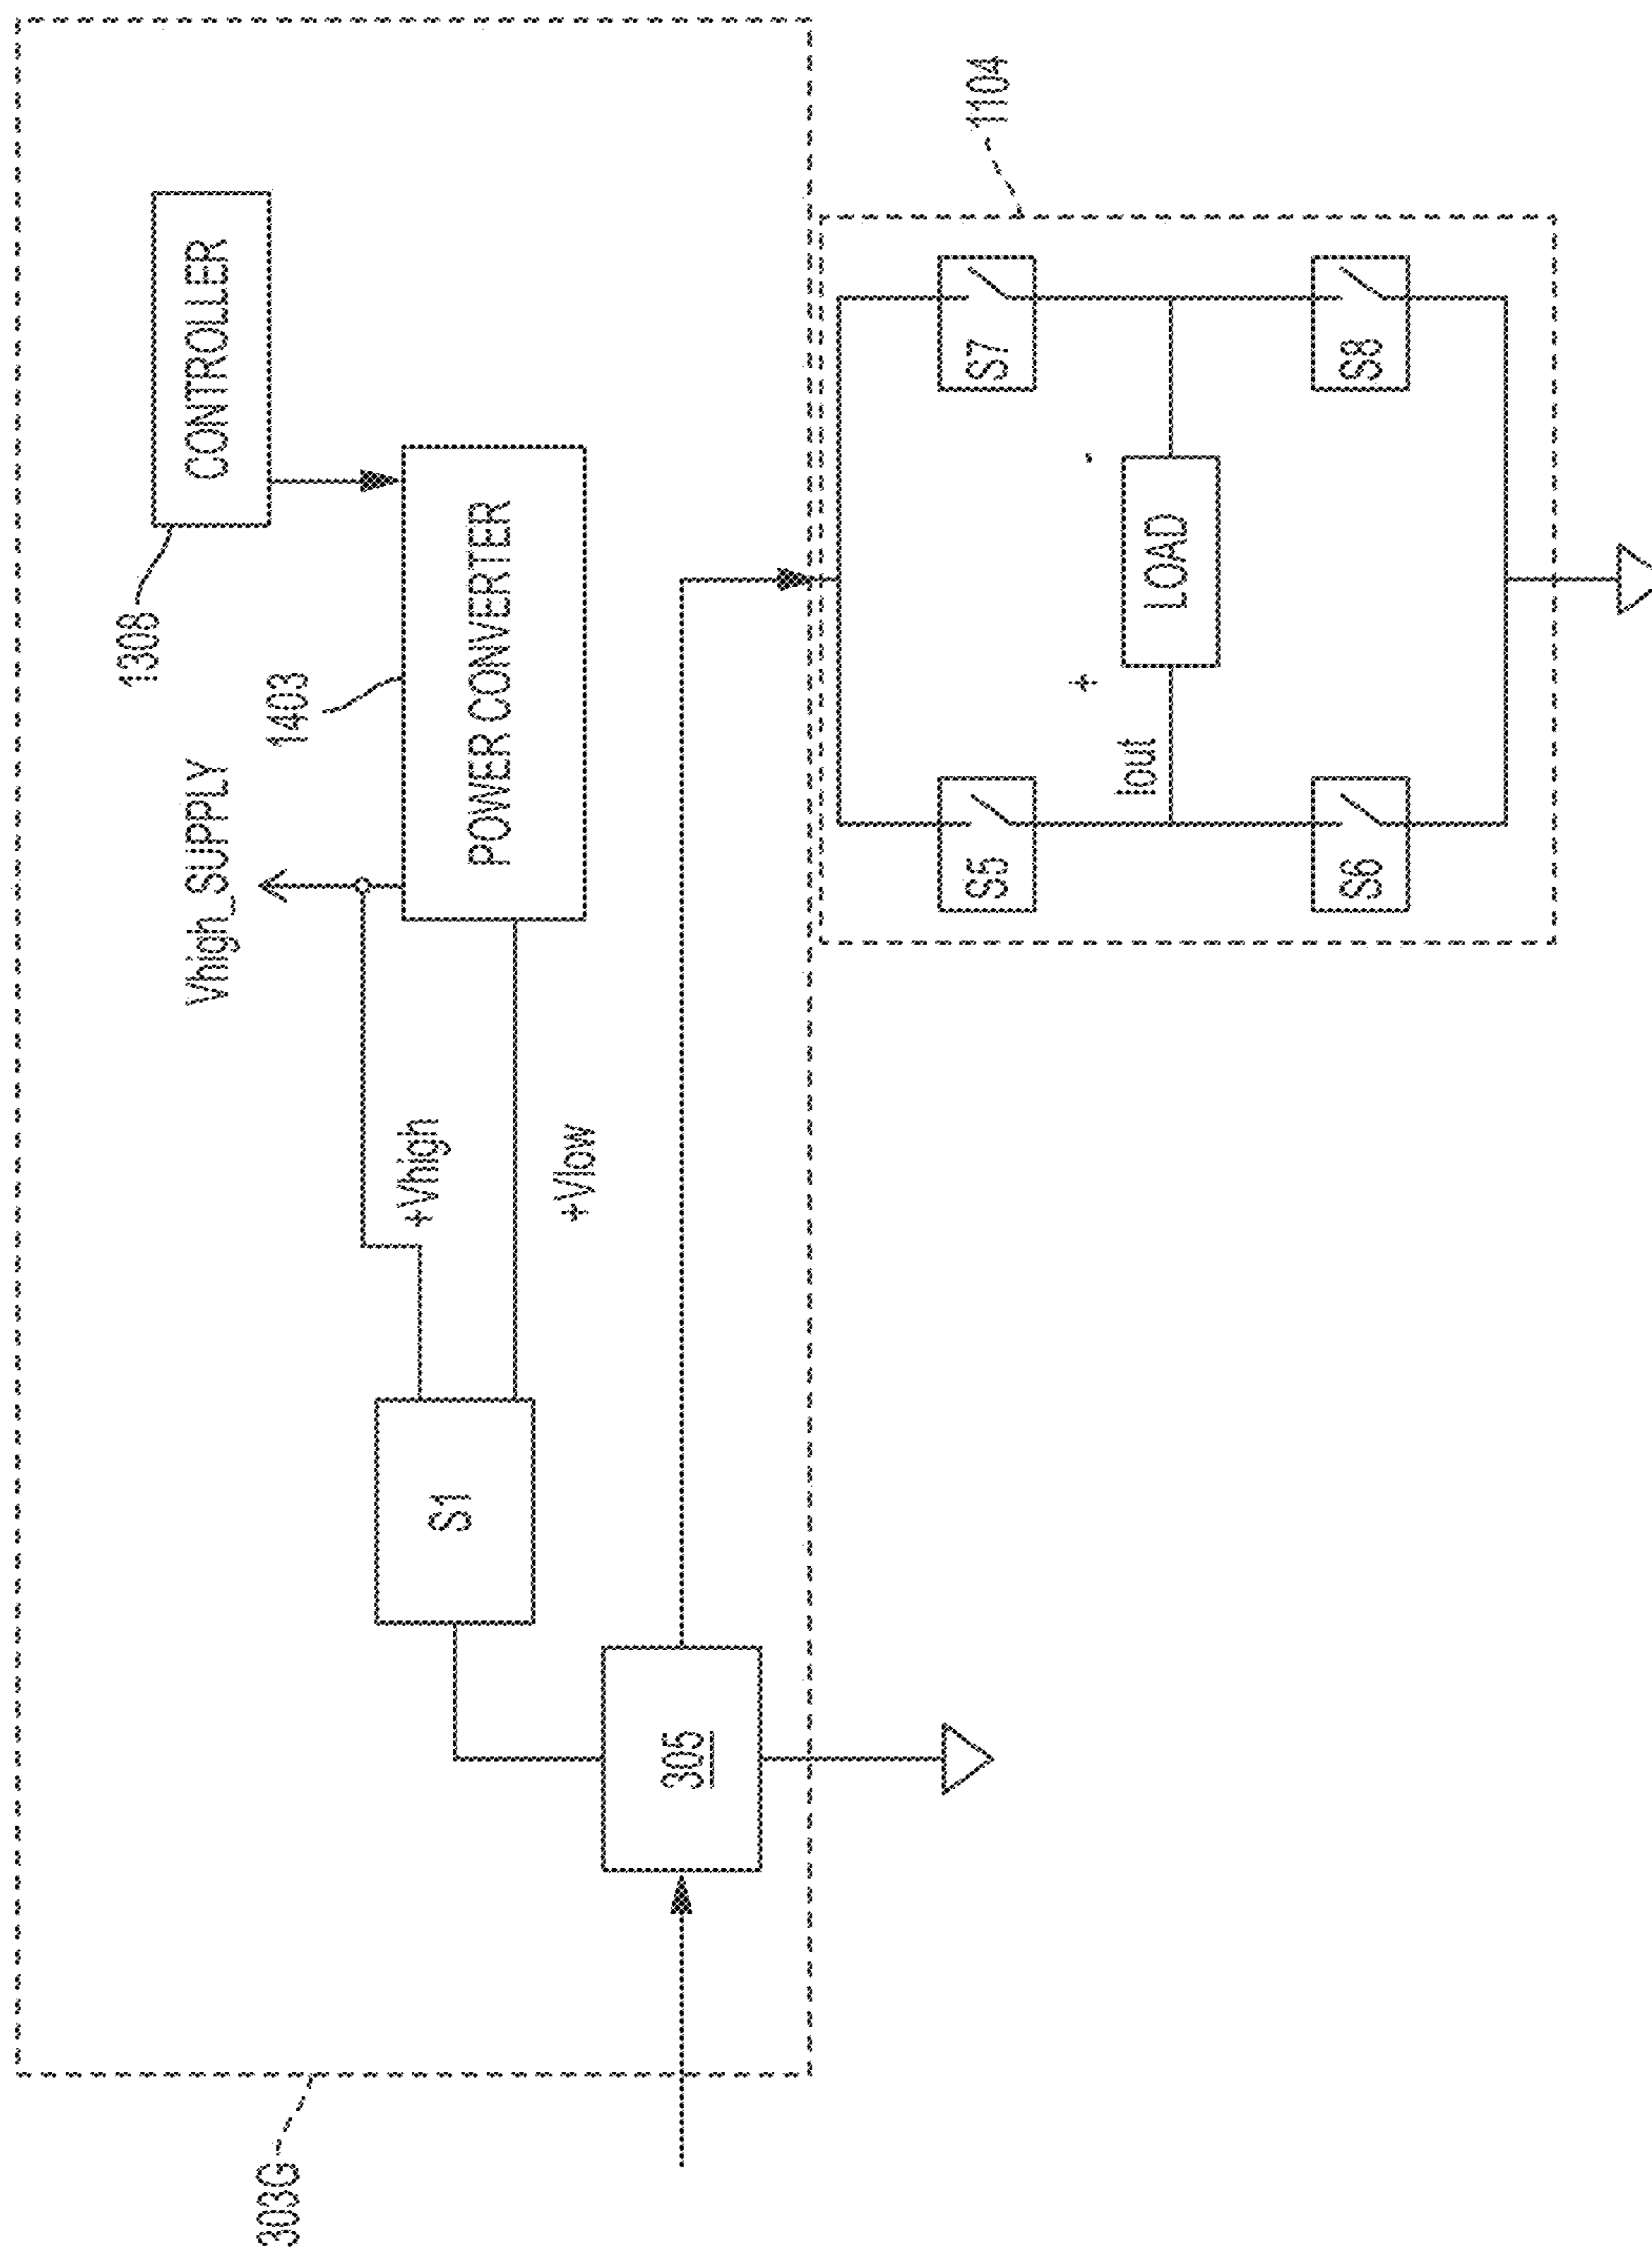 303G
1308
CONTROLLER
1403
Vhigh_SUPPLY
POWER CONVERTER
+Vhigh
+Vlow
S1
305
1104
S5
S7
Iout
+
-
LOAD
S6
S8